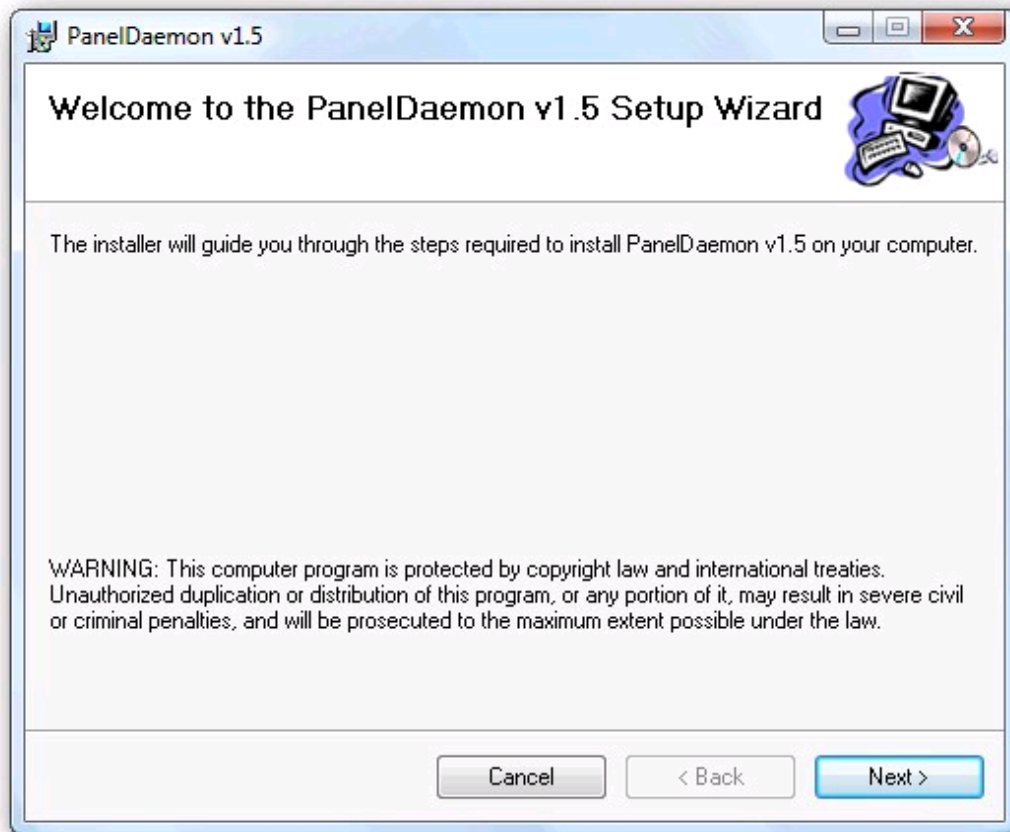 PanelDaemon v1.5
Welcome to the PanelDaemon v1.5 Setup Wizard
The installer will guide you through the steps required to install PanelDaemon v1.5 on your computer.
WARNING: This computer program is protected by copyright law and international treaties.
Unauthorized duplication or distribution of this program, or any portion of it, may result in severe civil
or criminal penalties, and will be prosecuted to the maximum extent possible under the law.
Cancel < Back Next >